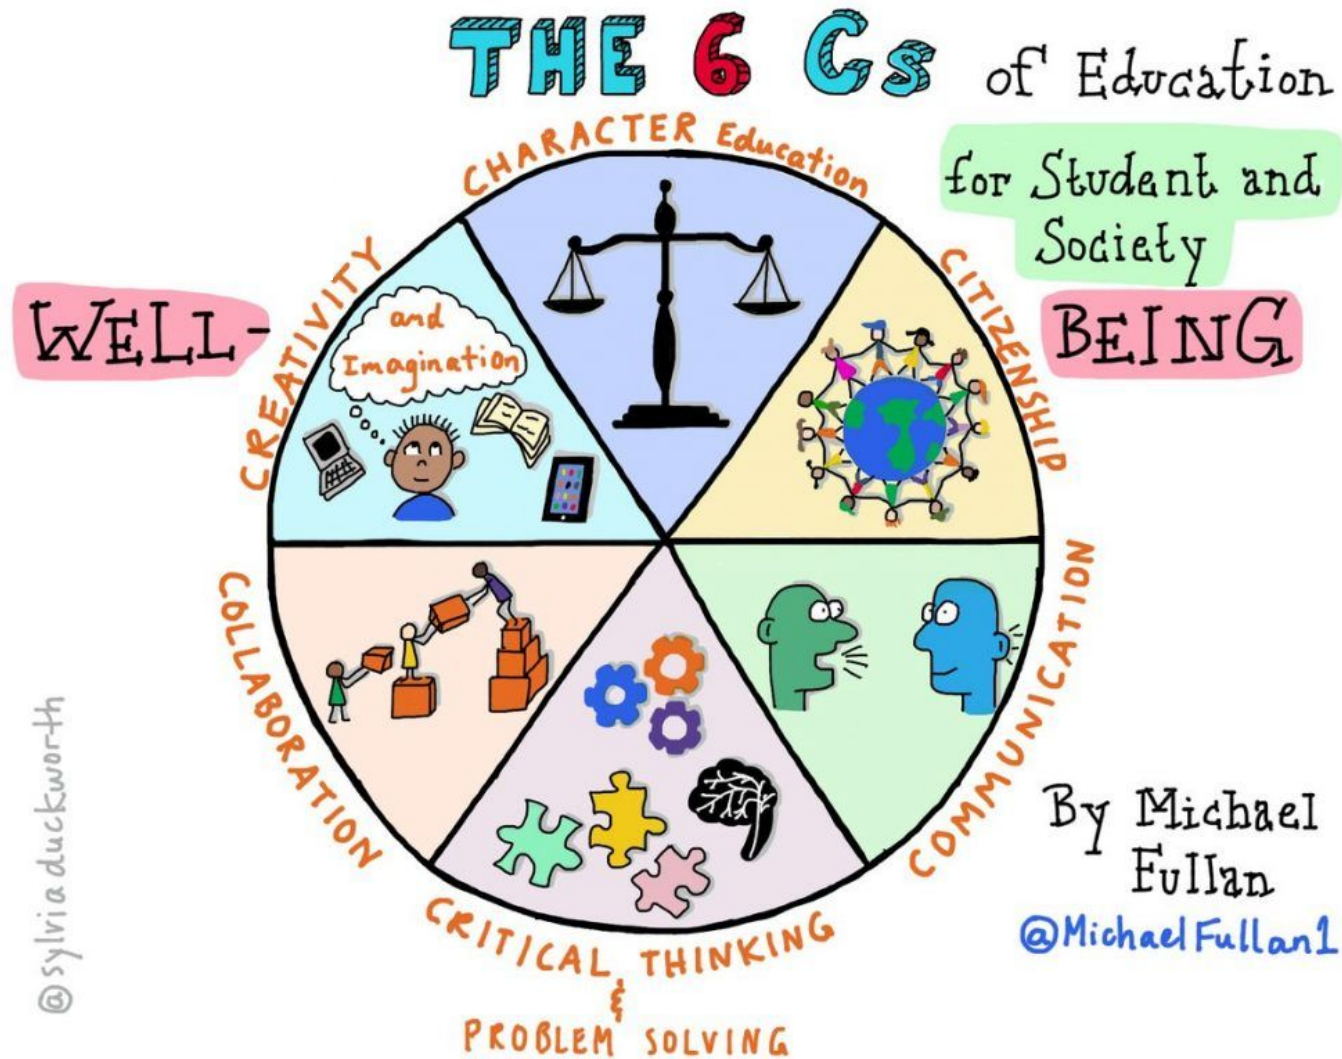 THE 6 Cs of Education
for Student and
Society
WELL-
BEING
CHARACTER Education
CITIZENSHIP
COMMUNICATION
CRITICAL THINKING
&
PROBLEM SOLVING
COLLABORATION
CREATIVITY
and
Imagination
By Michael
Fullan
@MichaelFullan1
@sylviaduckworth